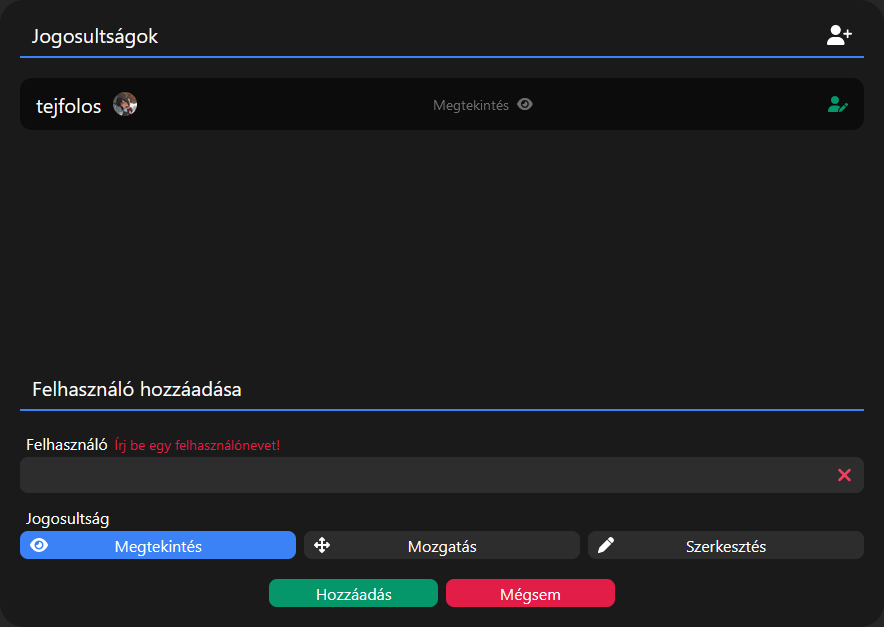 Jogosultságok
tejfolos Megtekintés
Felhasználó hozzáadása
Felhasználó Írj be egy felhasználónevet!
Jogosultság
Megtekintés Mozgatás Szerkesztés
Hozzáadás Mégsem